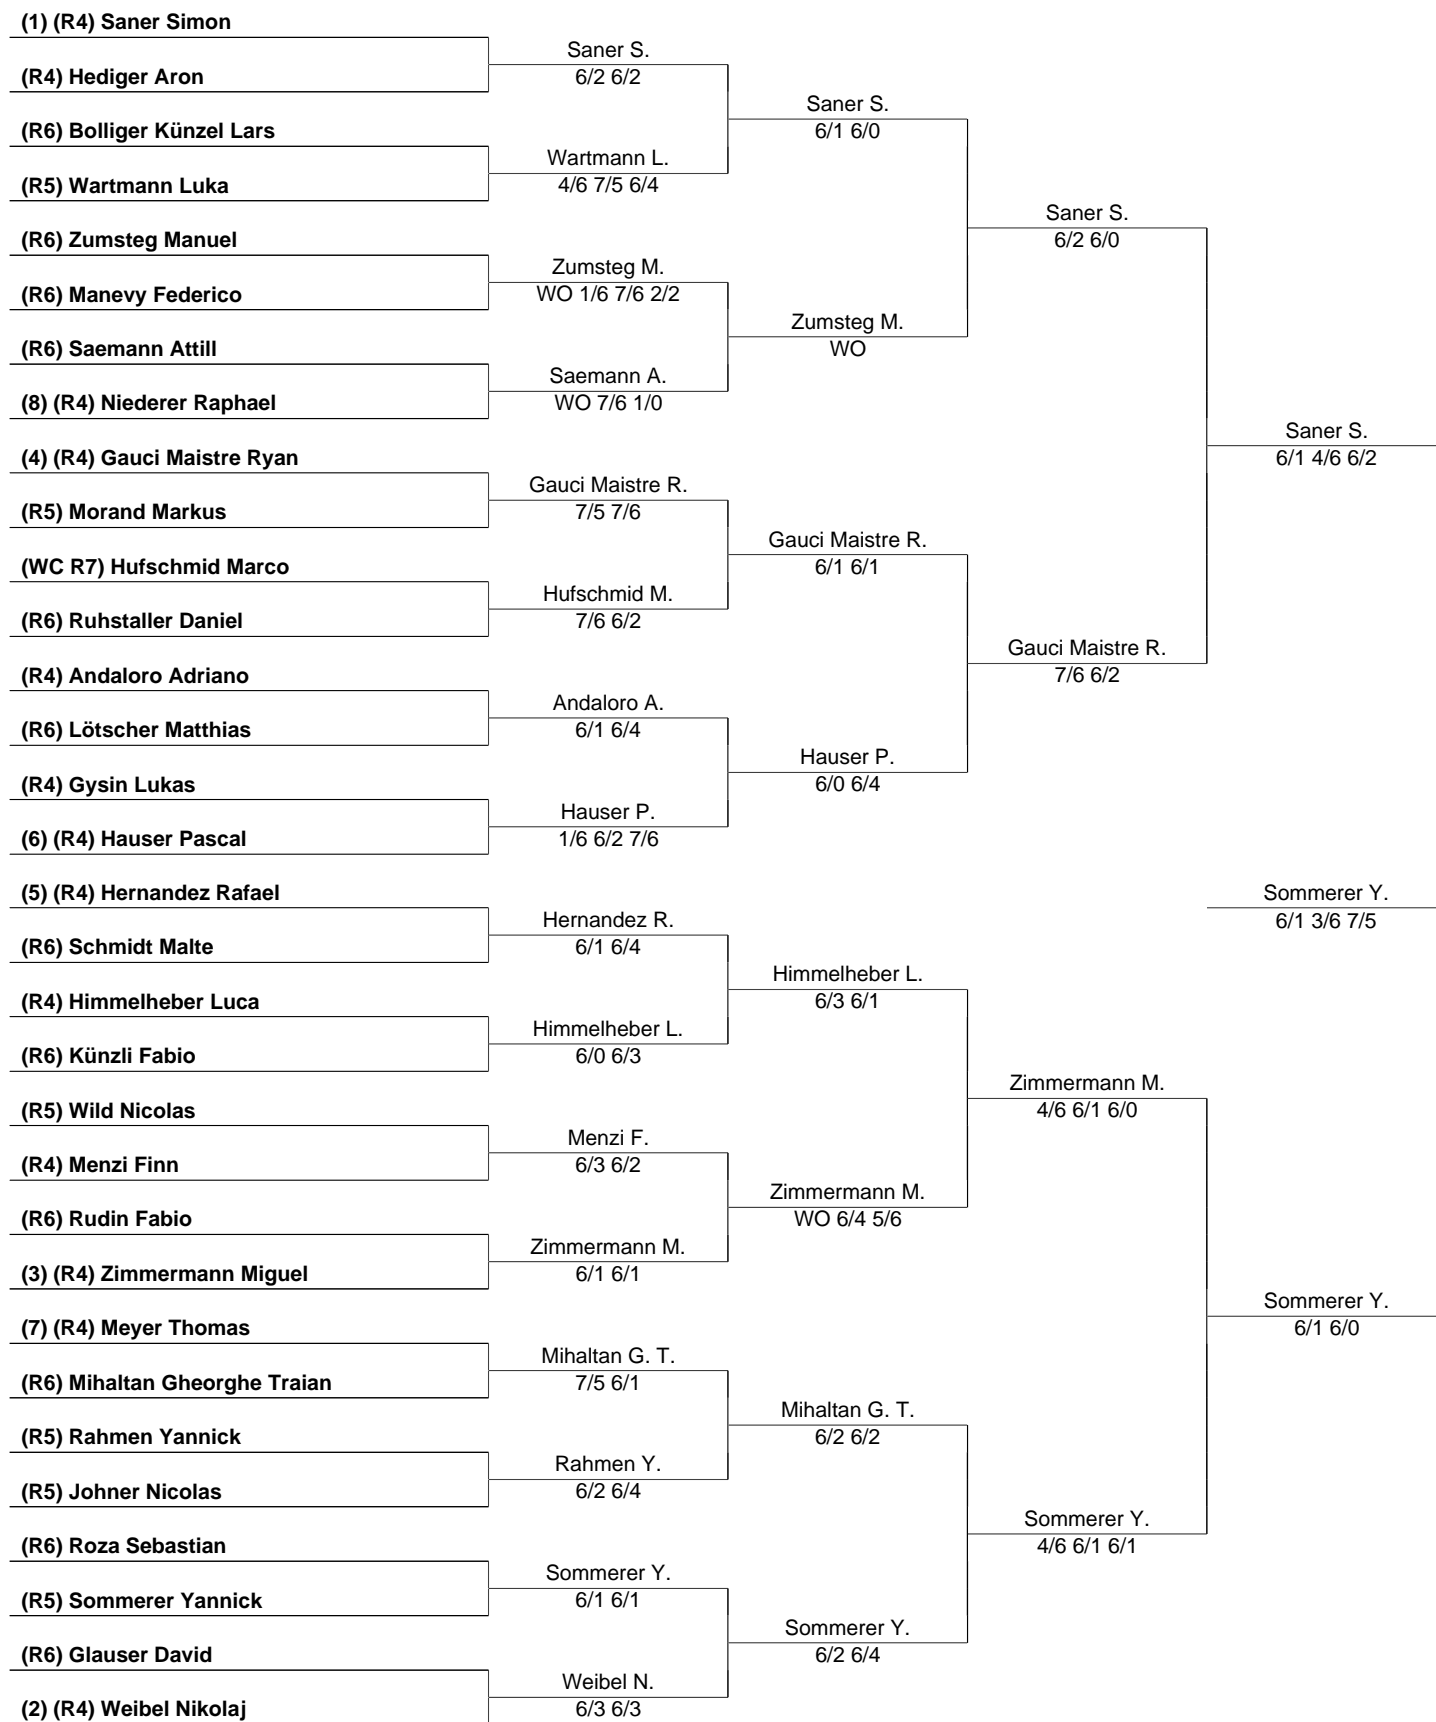 (1) (R4) Saner Simon
Saner S.
(R4) Hediger Aron
6/2 6/2
Saner S.
(R6) Bolliger Künzel Lars
6/1 6/0
Wartmann L.
(R5) Wartmann Luka
4/6 7/5 6/4
Saner S.
(R6) Zumsteg Manuel
6/2 6/0
Zumsteg M.
(R6) Manevy Federico
WO 1/6 7/6 2/2
Zumsteg M.
(R6) Saemann Attill
WO
Saemann A.
(8) (R4) Niederer Raphael
WO 7/6 1/0
Saner S.
(4) (R4) Gauci Maistre Ryan
6/1 4/6 6/2
Gauci Maistre R.
(R5) Morand Markus
7/5 7/6
Gauci Maistre R.
(WC R7) Hufschmid Marco
6/1 6/1
Hufschmid M.
(R6) Ruhstaller Daniel
7/6 6/2
Gauci Maistre R.
(R4) Andaloro Adriano
7/6 6/2
Andaloro A.
(R6) Lötscher Matthias
6/1 6/4
Hauser P.
(R4) Gysin Lukas
6/0 6/4
Hauser P.
(6) (R4) Hauser Pascal
1/6 6/2 7/6
(5) (R4) Hernandez Rafael
Sommerer Y.
6/1 3/6 7/5
Hernandez R.
(R6) Schmidt Malte
6/1 6/4
Himmelheber L.
(R4) Himmelheber Luca
6/3 6/1
Himmelheber L.
(R6) Künzli Fabio
6/0 6/3
Zimmermann M.
(R5) Wild Nicolas
4/6 6/1 6/0
Menzi F.
(R4) Menzi Finn
6/3 6/2
Zimmermann M.
(R6) Rudin Fabio
WO 6/4 5/6
Zimmermann M.
(3) (R4) Zimmermann Miguel
6/1 6/1
Sommerer Y.
(7) (R4) Meyer Thomas
6/1 6/0
Mihaltan G. T.
(R6) Mihaltan Gheorghe Traian
7/5 6/1
Mihaltan G. T.
(R5) Rahmen Yannick
6/2 6/2
Rahmen Y.
(R5) Johner Nicolas
6/2 6/4
Sommerer Y.
(R6) Roza Sebastian
4/6 6/1 6/1
Sommerer Y.
(R5) Sommerer Yannick
6/1 6/1
Sommerer Y.
(R6) Glauser David
6/2 6/4
Weibel N.
(2) (R4) Weibel Nikolaj
6/3 6/3